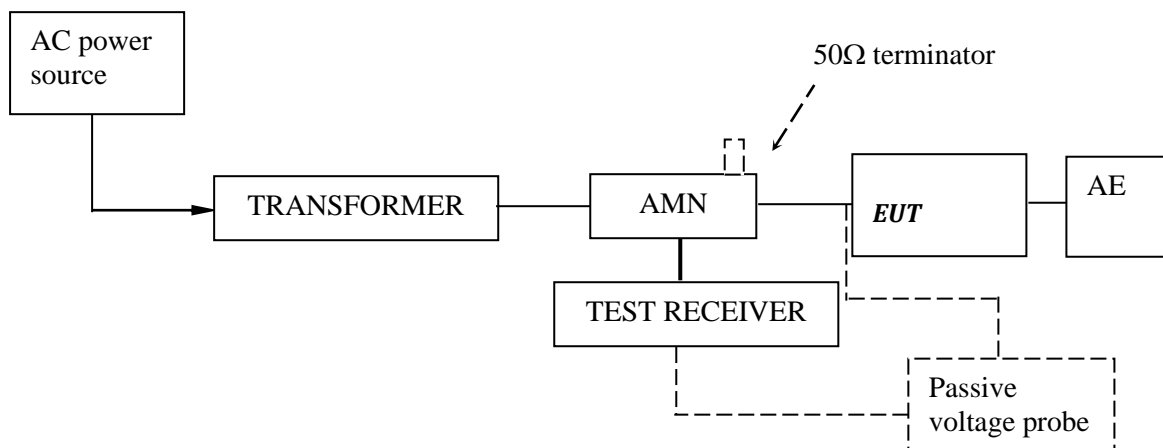 AC power
source
50Ω terminator
TRANSFORMER
AMN
EUT
AE
TEST RECEIVER
Passive
voltage probe